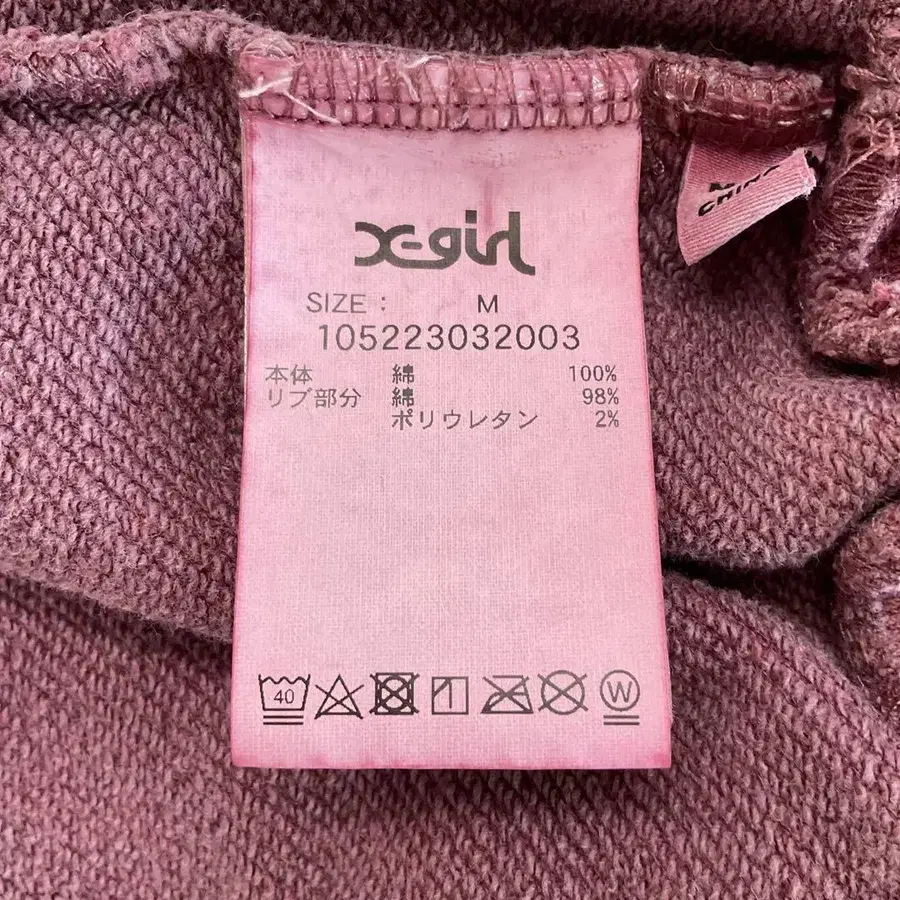 X-girl
SIZE : M
105223032003
本体 綿 100%
リブ部分 綿 98%
ポリウレタン 2%
40
W
CHINA